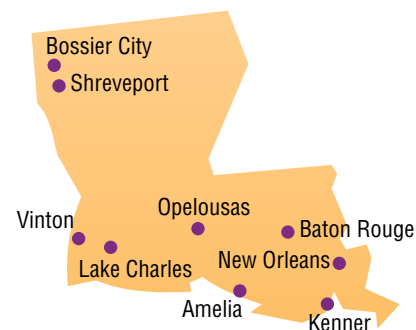 Bossier City
Shreveport
Opelousas
Vinton
Baton Rouge
Lake Charles
New Orleans
Amelia
Kenner